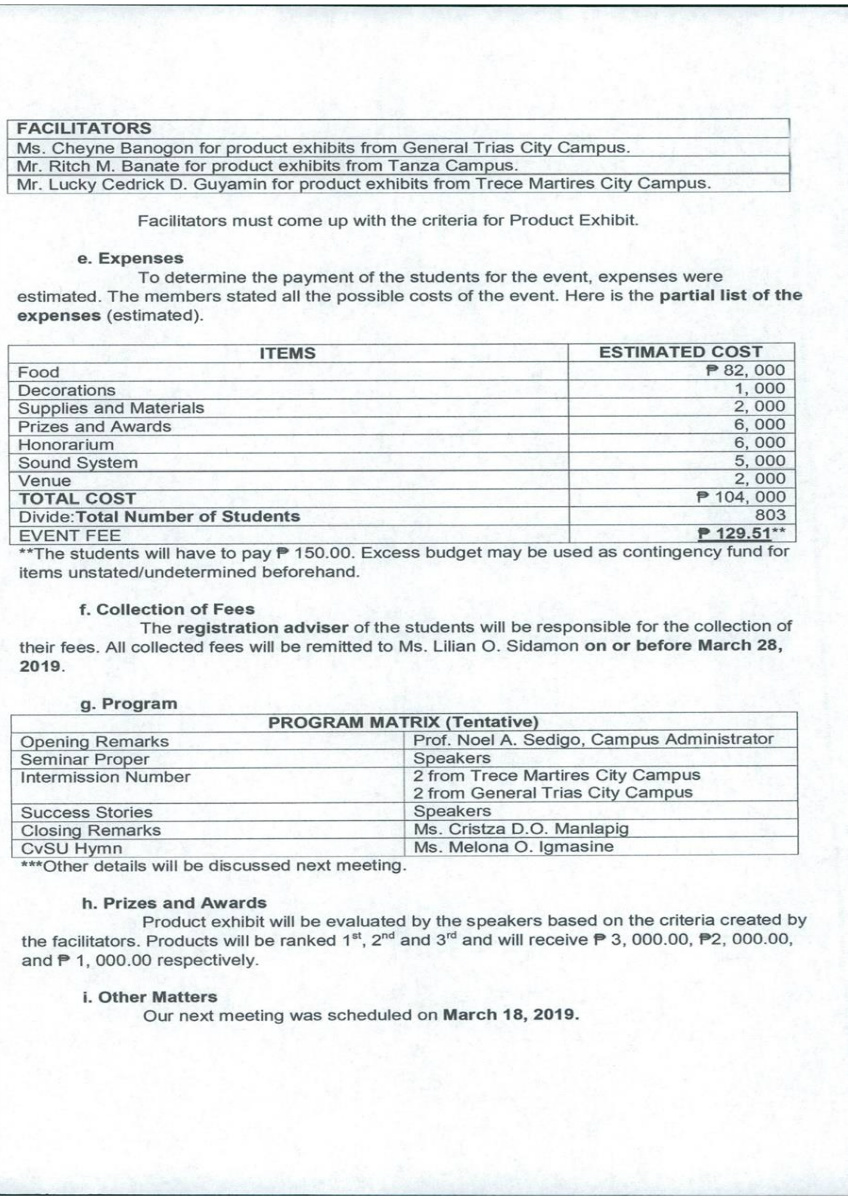 FACILITATORS
Ms. Cheyne Banogon for product exhibits from General Trias City Campus.
Mr. Ritch M. Banate for product exhibits from Tanza Campus.
Mr. Lucky Cedrick D. Guyamin for product exhibits from Trece Martires City Campus.
Facilitators must come up with the criteria for Product Exhibit.
e. Expenses
To determine the payment of the students for the event, expenses were
estimated. The members stated all the possible costs of the event. Here is the partial list of the
expenses (estimated).
ITEMS ESTIMATED COST
Food ₱ 82, 000
Decorations 1, 000
Supplies and Materials 2, 000
Prizes and Awards 6, 000
Honorarium 6, 000
Sound System 5, 000
Venue 2, 000
TOTAL COST ₱ 104, 000
Divide:Total Number of Students 803
EVENT FEE ₱ 129.51**
**The students will have to pay ₱ 150.00. Excess budget may be used as contingency fund for
items unstated/undetermined beforehand.
f. Collection of Fees
The registration adviser of the students will be responsible for the collection of
their fees. All collected fees will be remitted to Ms. Lilian O. Sidamon on or before March 28,
2019.
g. Program
PROGRAM MATRIX (Tentative)
Opening Remarks Prof. Noel A. Sedigo, Campus Administrator
Seminar Proper Speakers
Intermission Number 2 from Trece Martires City Campus
2 from General Trias City Campus
Success Stories Speakers
Closing Remarks Ms. Cristza D.O. Manlapig
CvSU Hymn Ms. Melona O. Igmasine
***Other details will be discussed next meeting.
h. Prizes and Awards
Product exhibit will be evaluated by the speakers based on the criteria created by
the facilitators. Products will be ranked 1st, 2nd and 3rd and will receive ₱ 3, 000.00, ₱2, 000.00,
and ₱ 1, 000.00 respectively.
i. Other Matters
Our next meeting was scheduled on March 18, 2019.